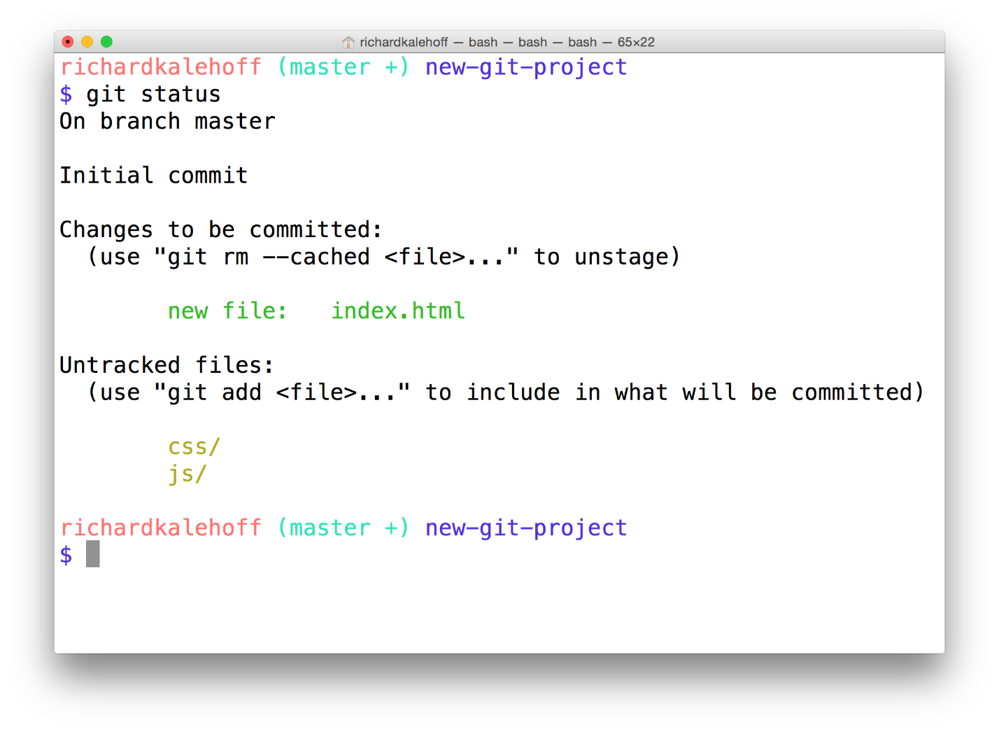 richardkalehoff — bash — bash — bash — 65×22
richardkalehoff (master +) new-git-project
$ git status
On branch master
Initial commit
Changes to be committed:
  (use "git rm --cached <file>..." to unstage)
        new file:   index.html
Untracked files:
  (use "git add <file>..." to include in what will be committed)
        css/
        js/
richardkalehoff (master +) new-git-project
$